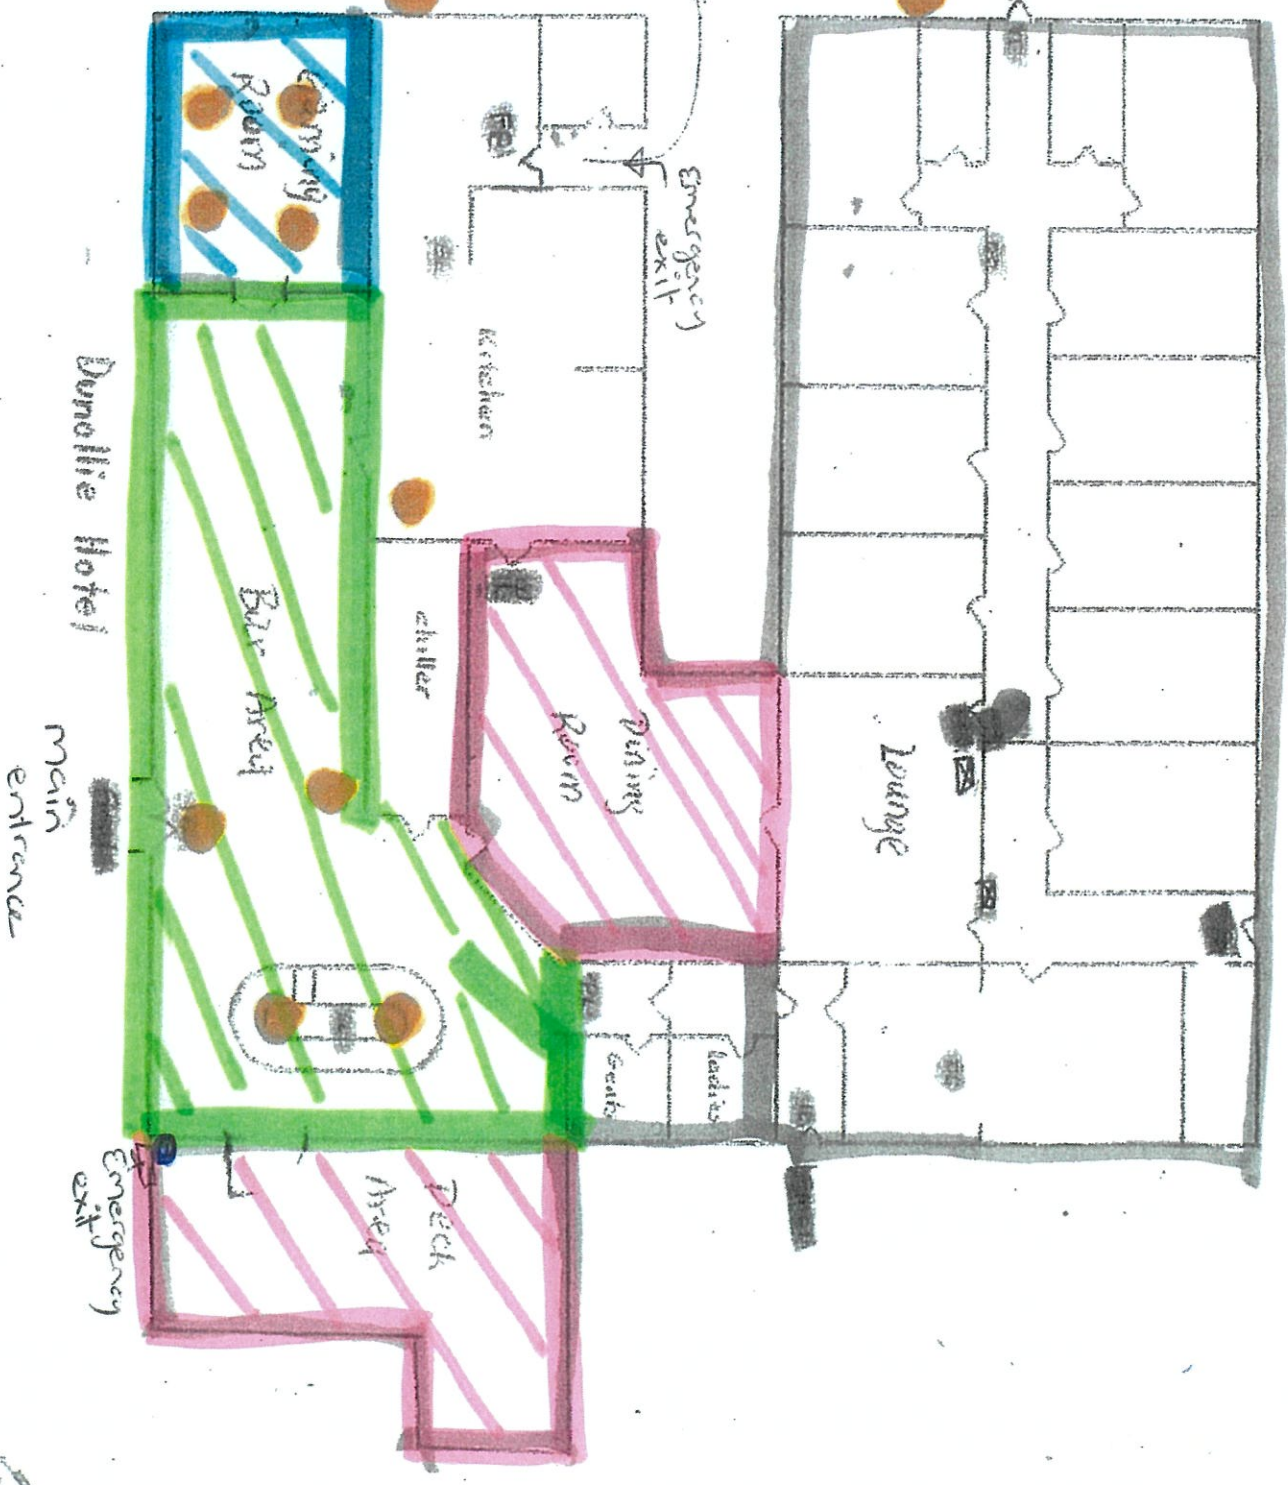 Gaming
Room
Emergency
exit
Kitchen
Dunollie Hotel
Bar Area
chiller
Dining
Room
Lounge
main
entrance
Gents
Ladies
Deck
Area
Emergency
exit